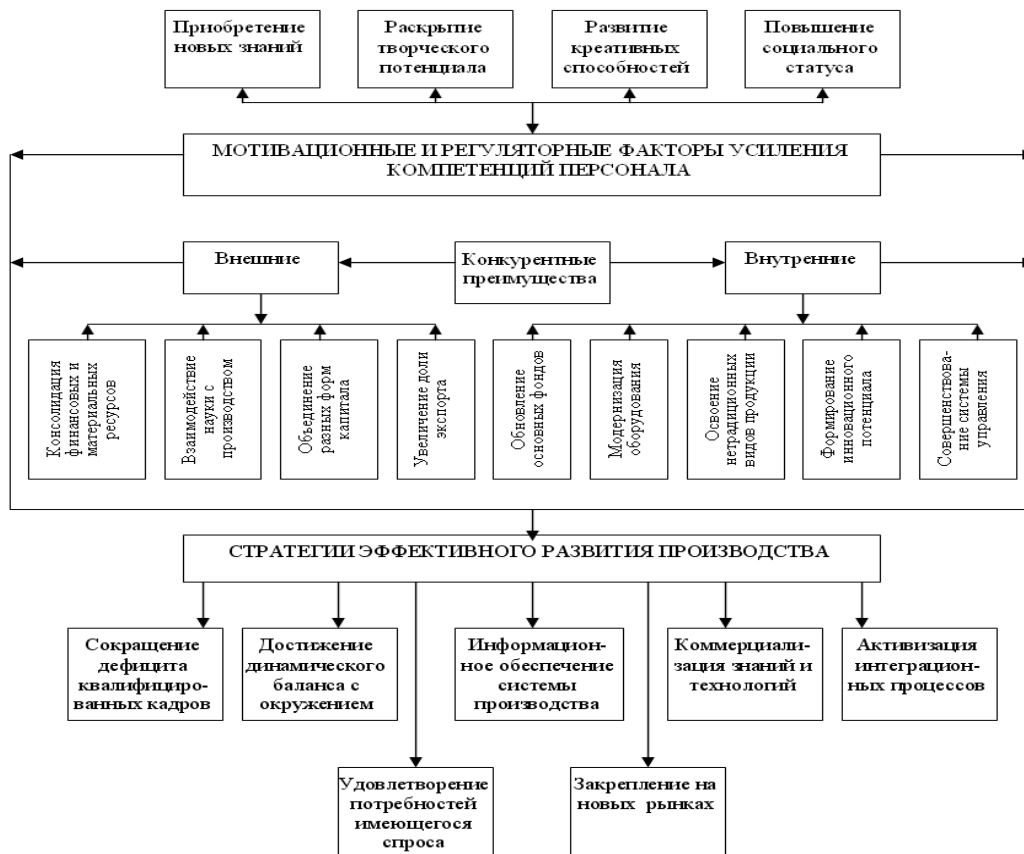 Приобретение
новых знаний
Раскрытие
творческого
потенциала
Развитие
креативных
способностей
Повышение
социального
статуса
МОТИВАЦИОННЫЕ И РЕГУЛЯТОРНЫЕ ФАКТОРЫ УСИЛЕНИЯ
КОМПЕТЕНЦИЙ ПЕРСОНАЛА
Внешние
Конкурентные
преимущества
Внутренние
Консолидация
финансовых и
материальных
ресурсов
Взаимодействие
науки с
производством
Объединение
разных форм
капитала
Увеличение доли
экспорта
Обновление
основных фондов
Модернизация
оборудования
Освоение
нетрадиционных
видов продукции
Формирование
инновационного
потенциала
Совершенствова-
ние системы
управления
СТРАТЕГИИ ЭФФЕКТИВНОГО РАЗВИТИЯ ПРОИЗВОДСТВА
Сокращение
дефицита
квалифициро-
ванных кадров
Достижение
динамического
баланса с
окружением
Информацион-
ное обеспечение
системы
производства
Коммерциали-
зация знаний и
технологий
Активизация
интеграцион-
ных процессов
Удовлетворение
потребностей
имеющегося
спроса
Закрепление на
новых рынках